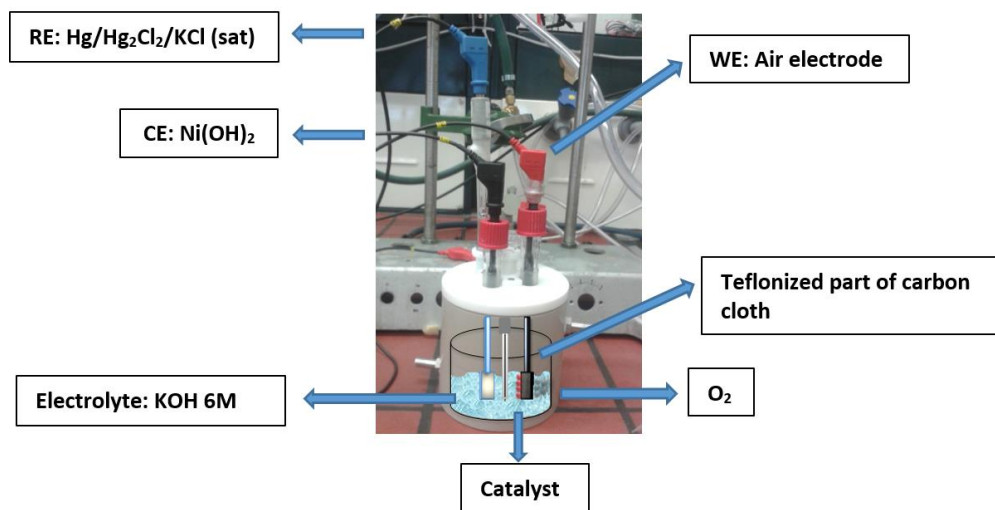 RE: Hg/Hg₂Cl₂/KCl (sat)
WE: Air electrode
CE: Ni(OH)₂
Teflonized part of carbon
cloth
Electrolyte: KOH 6M
O₂
Catalyst